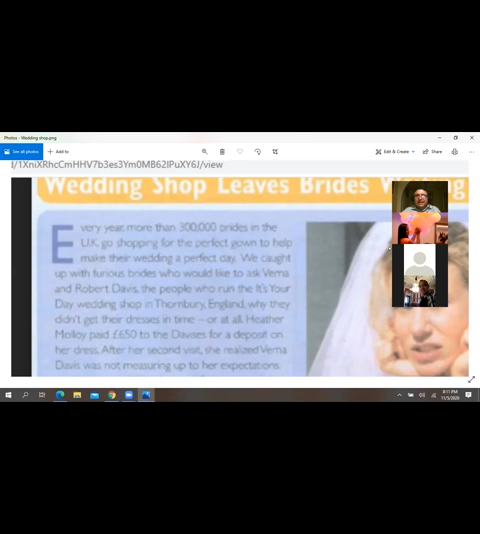 Photos - Wedding shop.png
See all photos
Add to
Edit & Create
Share
/1XniXRhcCmHHV7b3es3Ym0MB62IPuXY6J/view
Wedding Shop Leaves Brides
Every year, more than 300,000 brides in the
U.K. go shopping for the perfect gown to help
make their wedding a perfect day. We caught
up with furious brides who would like to ask Verna
and Robert Davis, the people who run the It's Your
Day wedding shop in Thornbury, England, why they
didn't get their dresses in time – or at all. Heather
Molloy paid £650 to the Davises for a deposit on
her dress. After her second visit, she realized Verna
Davis was not measuring up to her expectations.
8:11 PM
11/5/2020